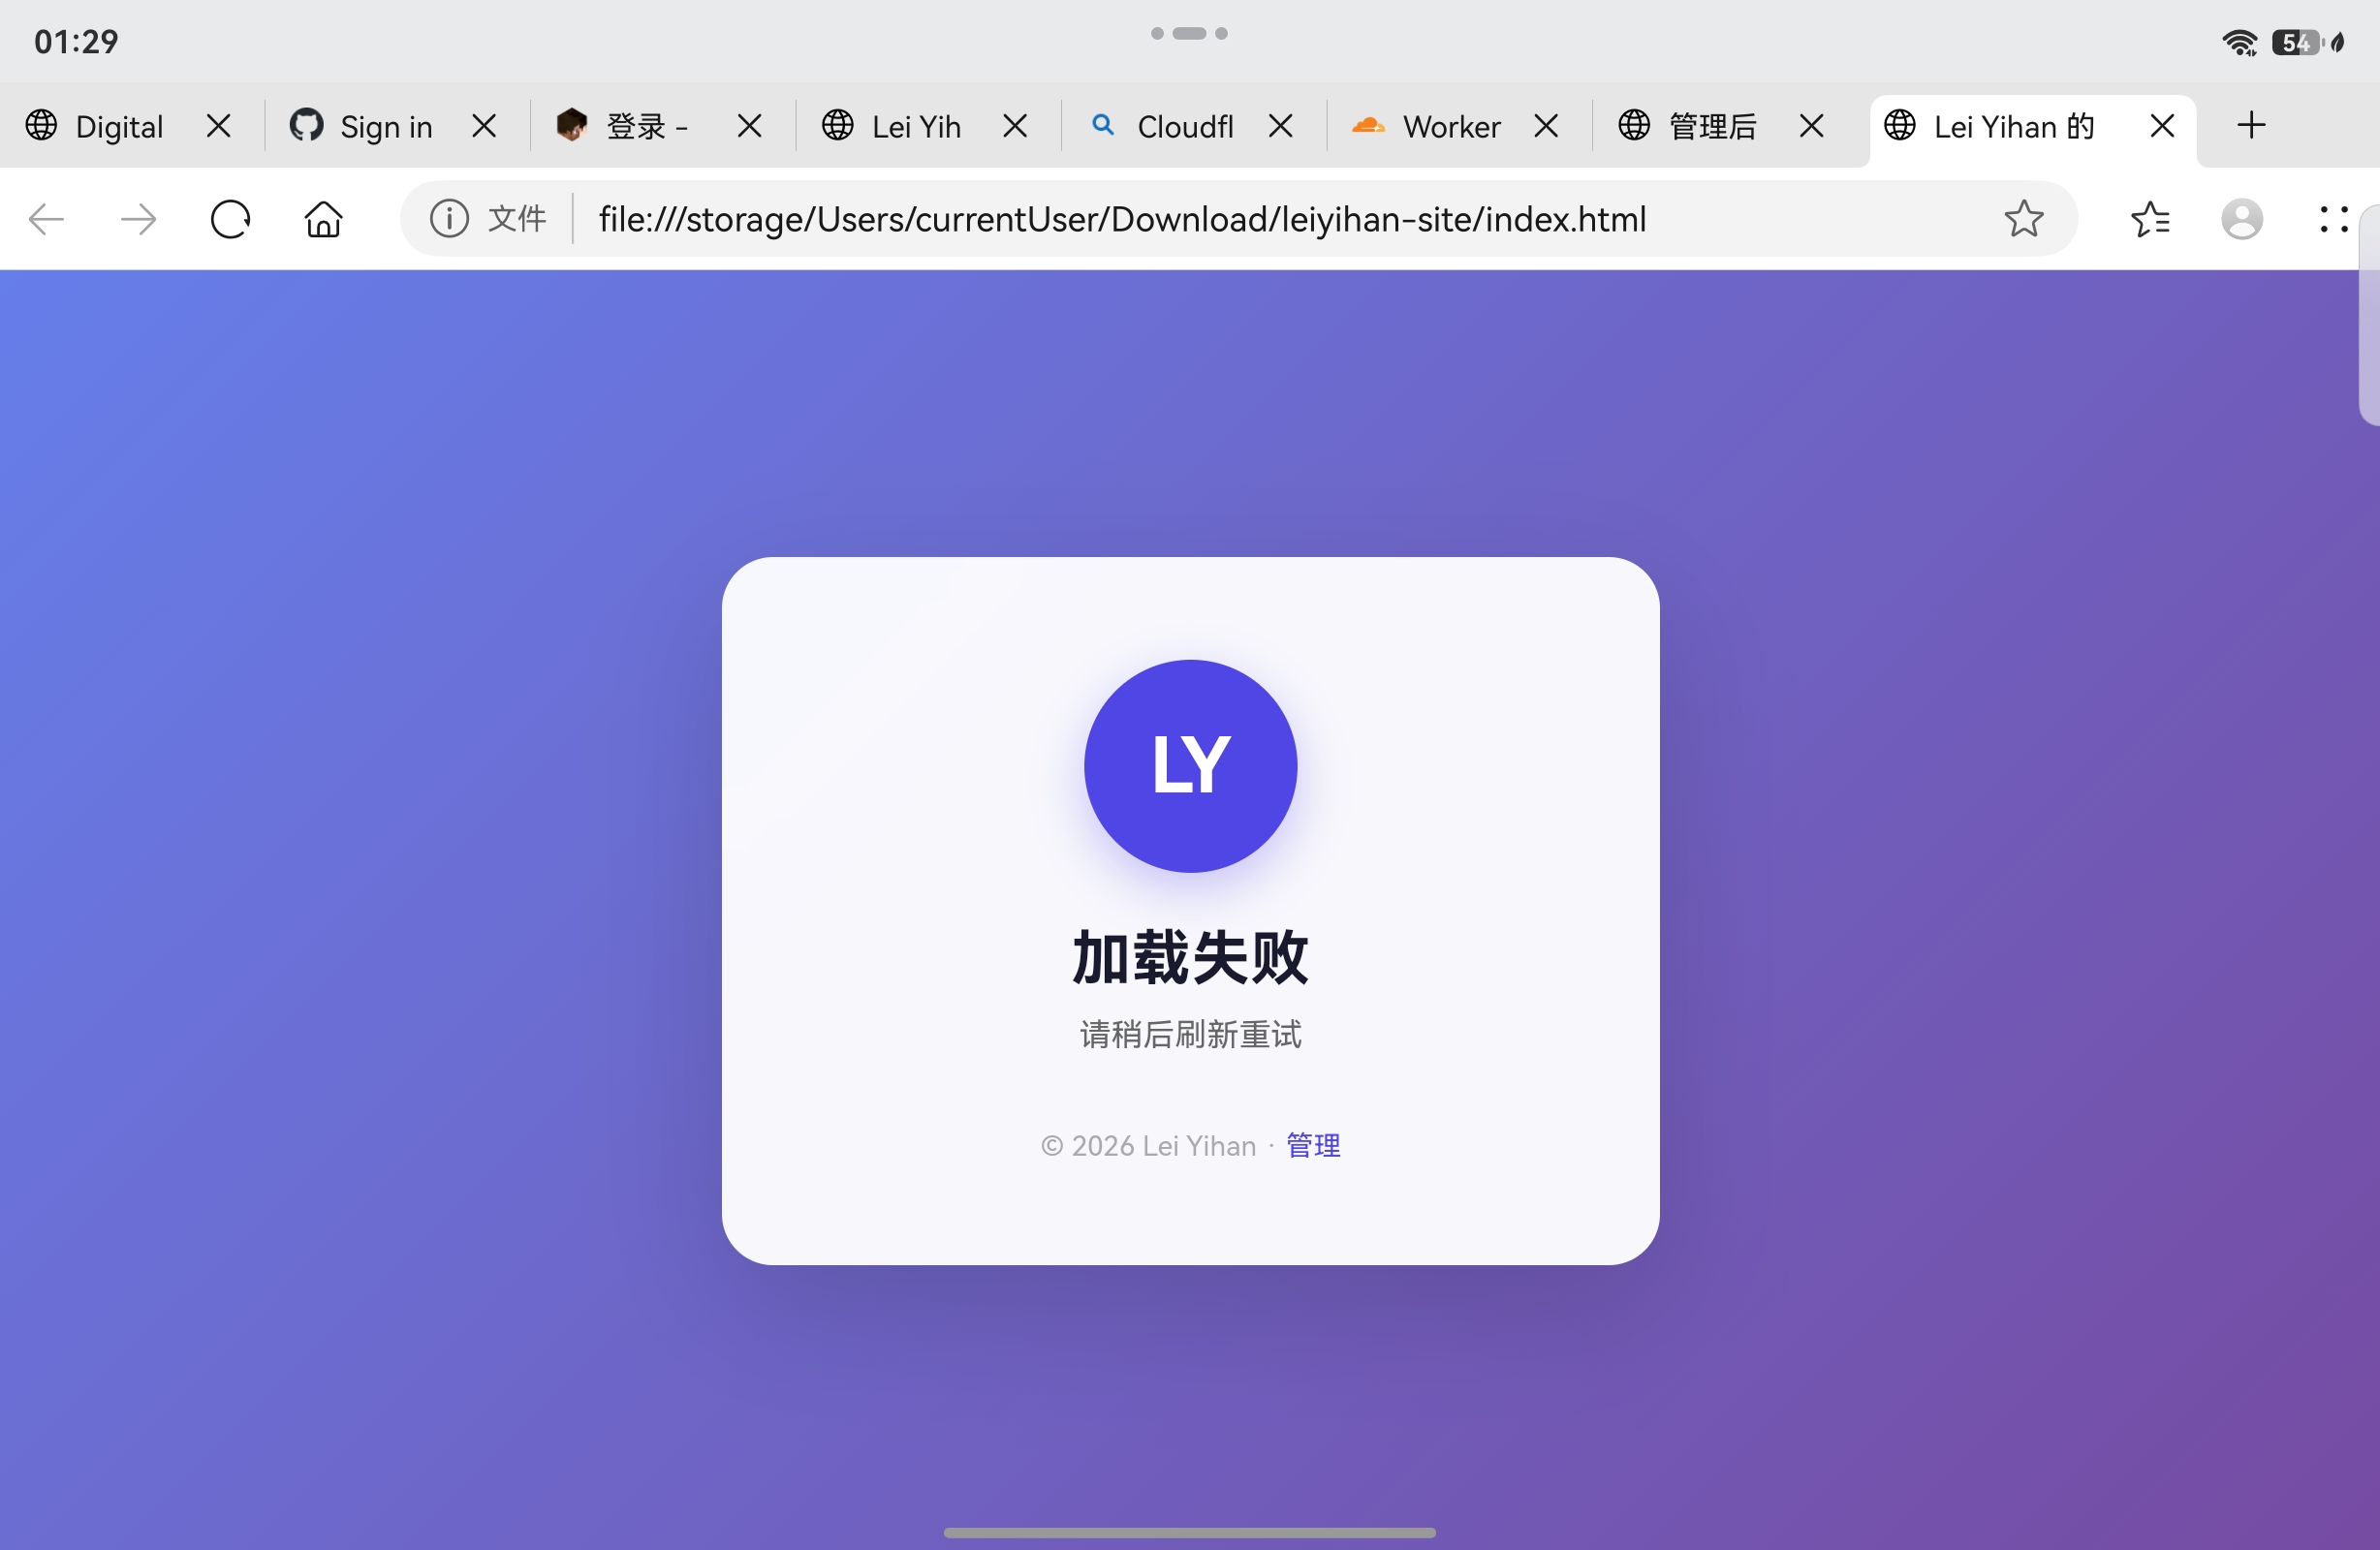 01:29
54
Digital
Sign in
登录 -
Lei Yih
Cloudfl
Worker
管理后
Lei Yihan 的
文件
file:///storage/Users/currentUser/Download/leiyihan-site/index.html
LY
加载失败
请稍后刷新重试
© 2026 Lei Yihan · 管理